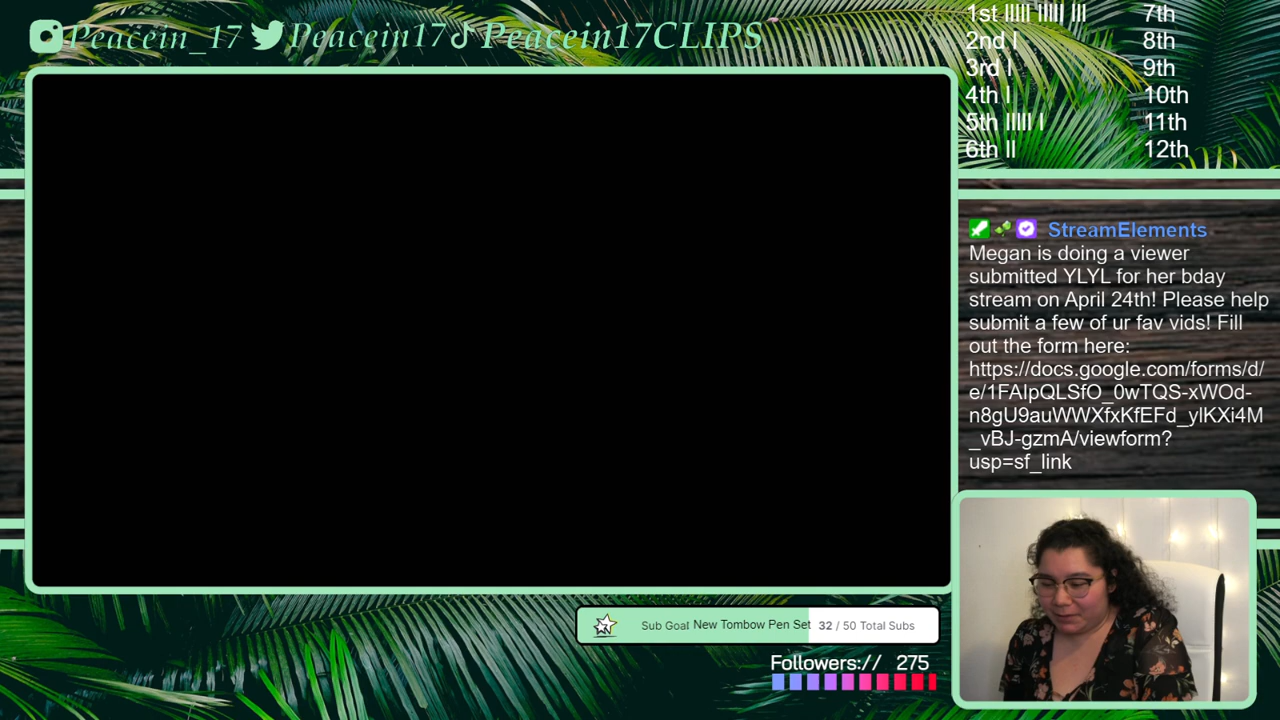 Peacein_17 Peacein17 Peacein17CLIPS
1st IIIII IIIII III
2nd I
3rd I
4th I
5th IIIII I
6th II
7th
8th
9th
10th
11th
12th
StreamElements
Megan is doing a viewer
submitted YLYL for her bday
stream on April 24th! Please help
submit a few of ur fav vids! Fill
out the form here:
https://docs.google.com/forms/d/
e/1FAIpQLSfO_0wTQS-xWOd-
n8gU9auWWXfxKfEFd_ylKXi4M
_vBJ-gzmA/viewform?
usp=sf_link
Sub Goal: New Tombow Pen Set 32 / 50 Total Subs
Followers:// 275